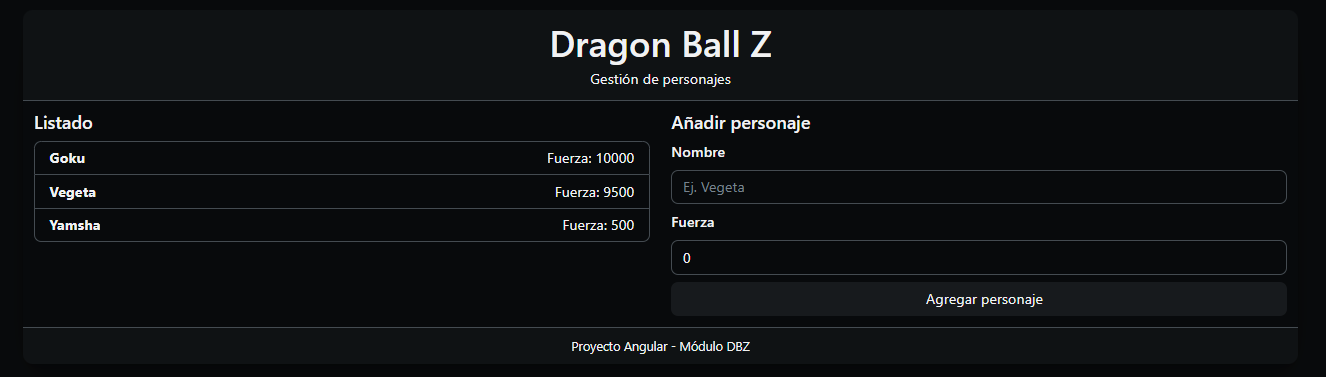 Dragon Ball Z
Gestión de personajes
Listado
Goku Fuerza: 10000
Vegeta Fuerza: 9500
Yamsha Fuerza: 500
Añadir personaje
Nombre
Ej. Vegeta
Fuerza
0
Agregar personaje
Proyecto Angular - Módulo DBZ